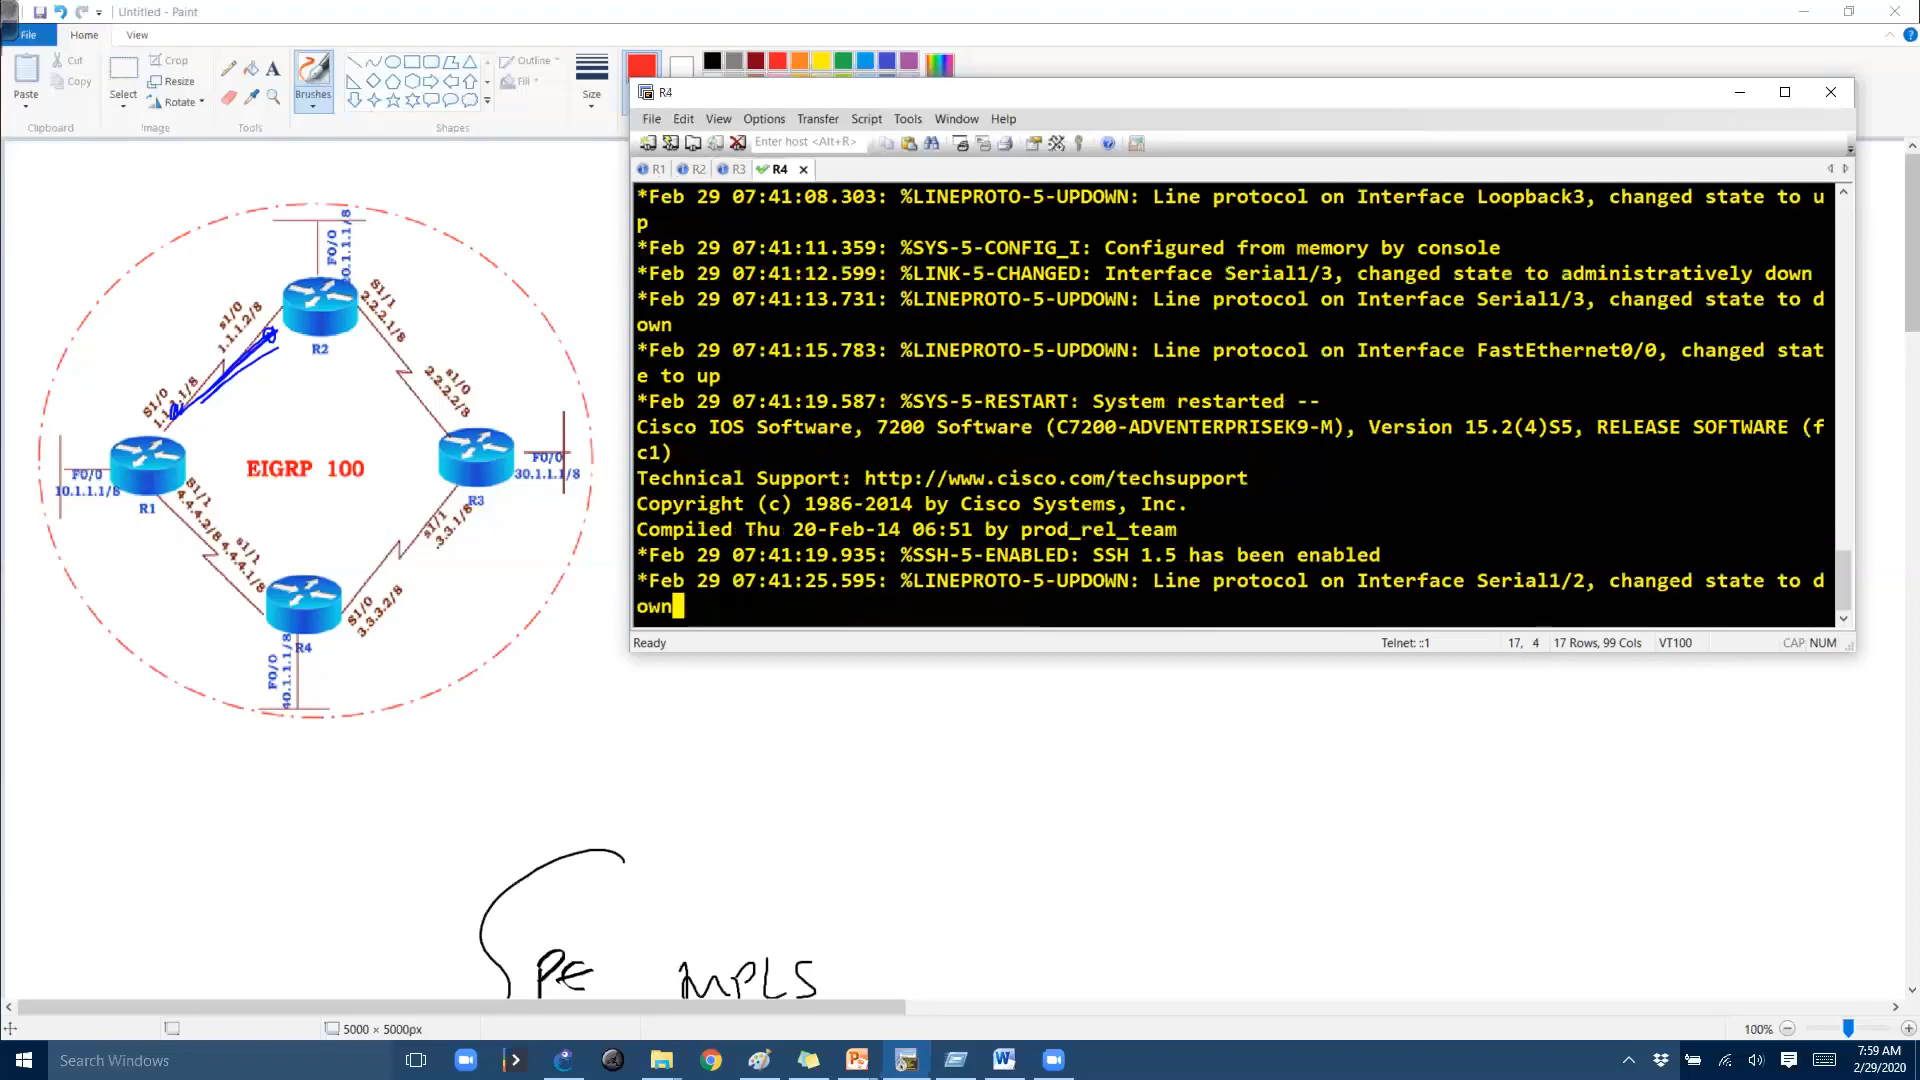 Untitled - Paint
File
Home
View
Paste
Cut
Copy
Clipboard
Select
Crop
Resize
Rotate
Image
Tools
Brushes
Outline
Fill
Shapes
Size
R4
File Edit View Options Transfer Script Tools Window Help
Enter host <Alt+R>
R1 R2 R3 R4
*Feb 29 07:41:08.303: %LINEPROTO-5-UPDOWN: Line protocol on Interface Loopback3, changed state to u
p
*Feb 29 07:41:11.359: %SYS-5-CONFIG_I: Configured from memory by console
*Feb 29 07:41:12.599: %LINK-5-CHANGED: Interface Serial1/3, changed state to administratively down
*Feb 29 07:41:13.731: %LINEPROTO-5-UPDOWN: Line protocol on Interface Serial1/3, changed state to d
own
*Feb 29 07:41:15.783: %LINEPROTO-5-UPDOWN: Line protocol on Interface FastEthernet0/0, changed stat
e to up
*Feb 29 07:41:19.587: %SYS-5-RESTART: System restarted --
Cisco IOS Software, 7200 Software (C7200-ADVENTERPRISEK9-M), Version 15.2(4)S5, RELEASE SOFTWARE (f
c1)
Technical Support: http://www.cisco.com/techsupport
Copyright (c) 1986-2014 by Cisco Systems, Inc.
Compiled Thu 20-Feb-14 06:51 by prod_rel_team
*Feb 29 07:41:19.935: %SSH-5-ENABLED: SSH 1.5 has been enabled
*Feb 29 07:41:25.595: %LINEPROTO-5-UPDOWN: Line protocol on Interface Serial1/2, changed state to d
own
Ready
Telnet: ::1
17, 4
17 Rows, 99 Cols
VT100
CAP NUM
F0/0
s1/0
1.1.1.2/8
R2
S1/1
2.2.2.1/8
S1/0
s1/0
2.2.2.2/8
F0/0
10.1.1.1/8
R1
EIGRP 100
F0/0
30.1.1.1/8
R3
S1/1
4.4.4.2/8
s1/1
4.4.4.1/8
s1/1
.3.3.1/8
S1/0
3.3.3.2/8
R4
F0/0
40.1.1.1/8
PE MPLS
5000 × 5000px
100%
Search Windows
7:59 AM
2/29/2020